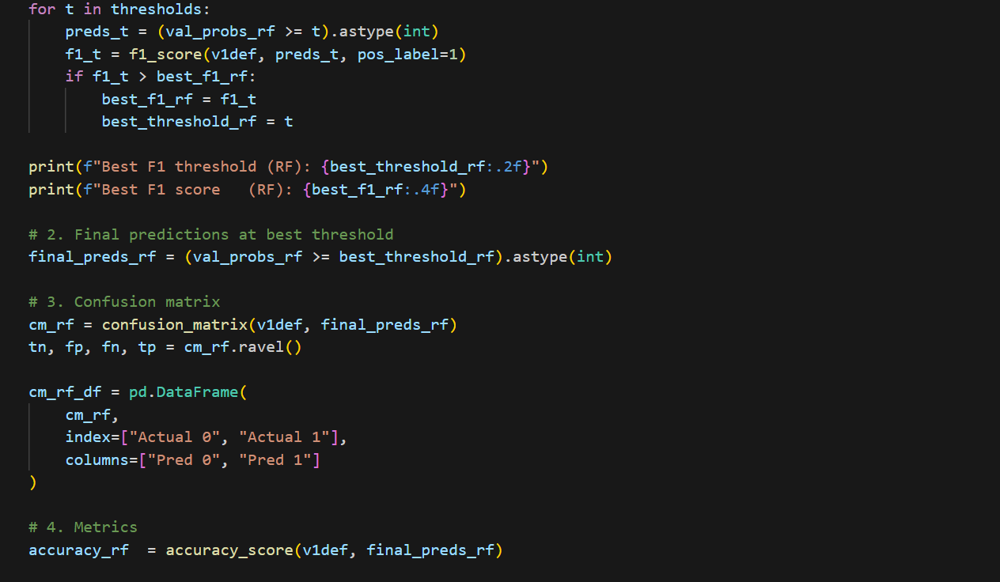 for t in thresholds:
    preds_t = (val_probs_rf >= t).astype(int)
    f1_t = f1_score(v1def, preds_t, pos_label=1)
    if f1_t > best_f1_rf:
        best_f1_rf = f1_t
        best_threshold_rf = t

print(f"Best F1 threshold (RF): {best_threshold_rf:.2f}")
print(f"Best F1 score   (RF): {best_f1_rf:.4f}")

# 2. Final predictions at best threshold
final_preds_rf = (val_probs_rf >= best_threshold_rf).astype(int)

# 3. Confusion matrix
cm_rf = confusion_matrix(v1def, final_preds_rf)
tn, fp, fn, tp = cm_rf.ravel()

cm_rf_df = pd.DataFrame(
    cm_rf,
    index=["Actual 0", "Actual 1"],
    columns=["Pred 0", "Pred 1"]
)

# 4. Metrics
accuracy_rf  = accuracy_score(v1def, final_preds_rf)